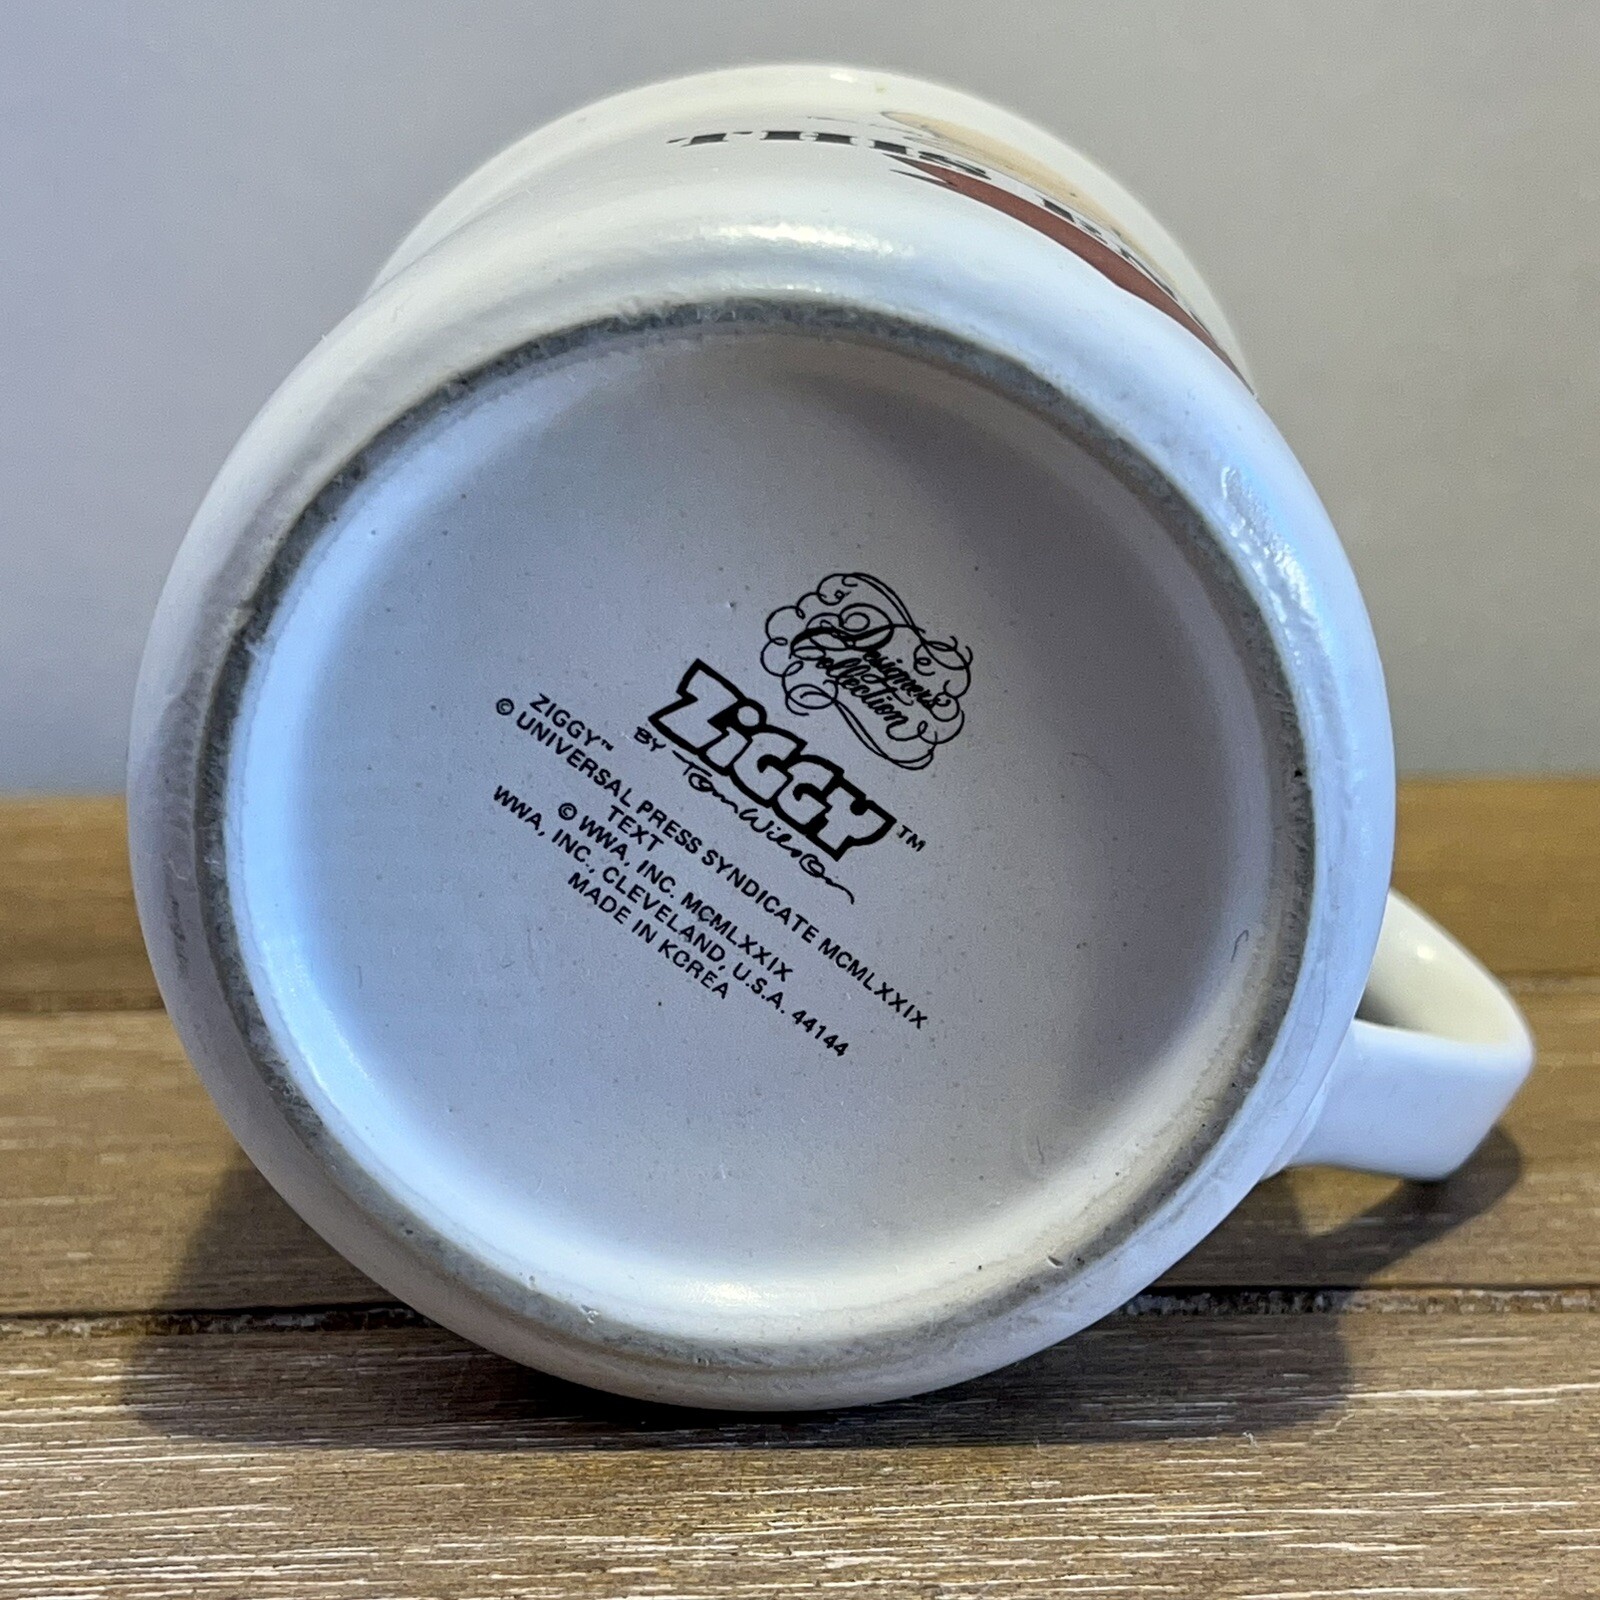 THIS
Designers
Collection
ZiGGY™
BY Tom Wilson
ZIGGY™
© UNIVERSAL PRESS SYNDICATE MCMLXXIX
TEXT
© WWA, INC. MCMLXXIX
WWA, INC., CLEVELAND, U.S.A. 44144
MADE IN KOREA